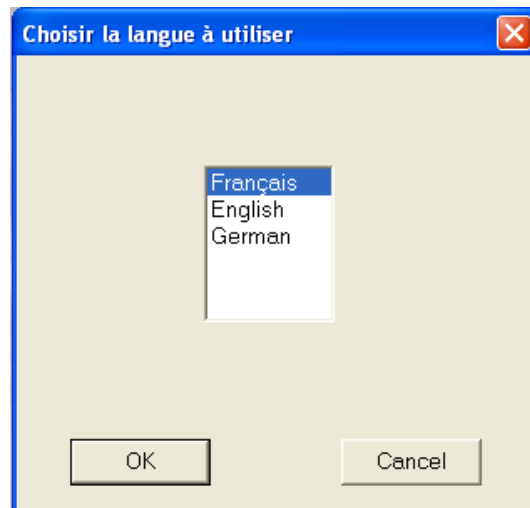 Choisir la langue à utiliser
Français
English
German
OK
Cancel